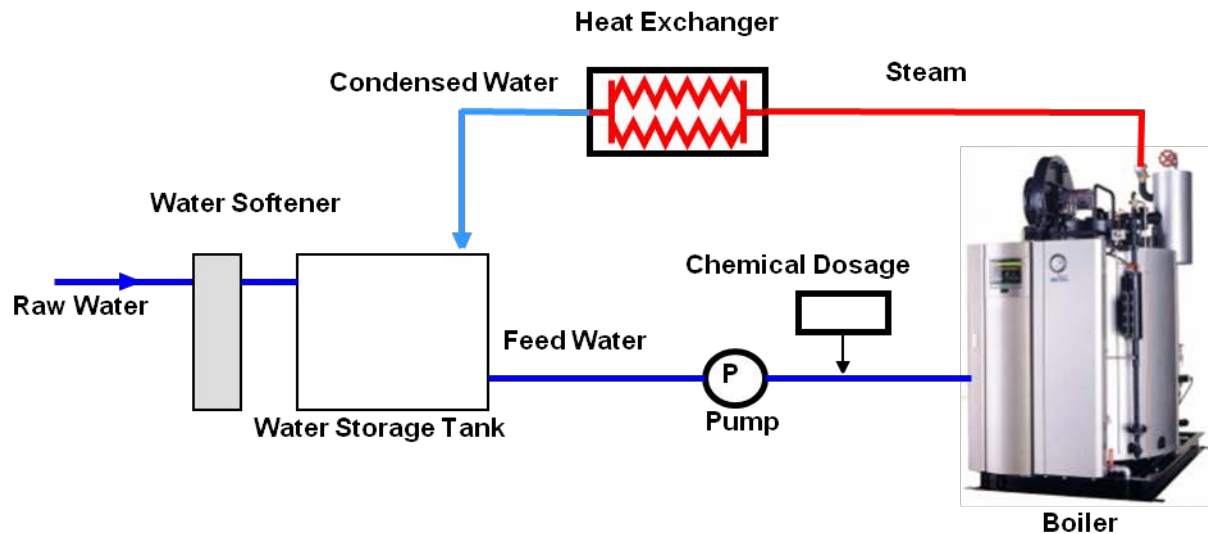 Heat Exchanger
Condensed Water
Steam
Water Softener
Chemical Dosage
Raw Water
Feed Water
P
Water Storage Tank
Pump
Boiler